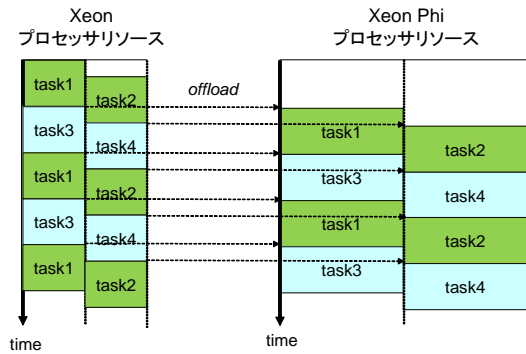 Xeon
プロセッサリソース
Xeon Phi
プロセッサリソース
offload
task1
task3
task1
task3
task1
task2
task4
task2
task4
task2
task1
task3
task1
task3
task2
task4
task2
task4
time
time